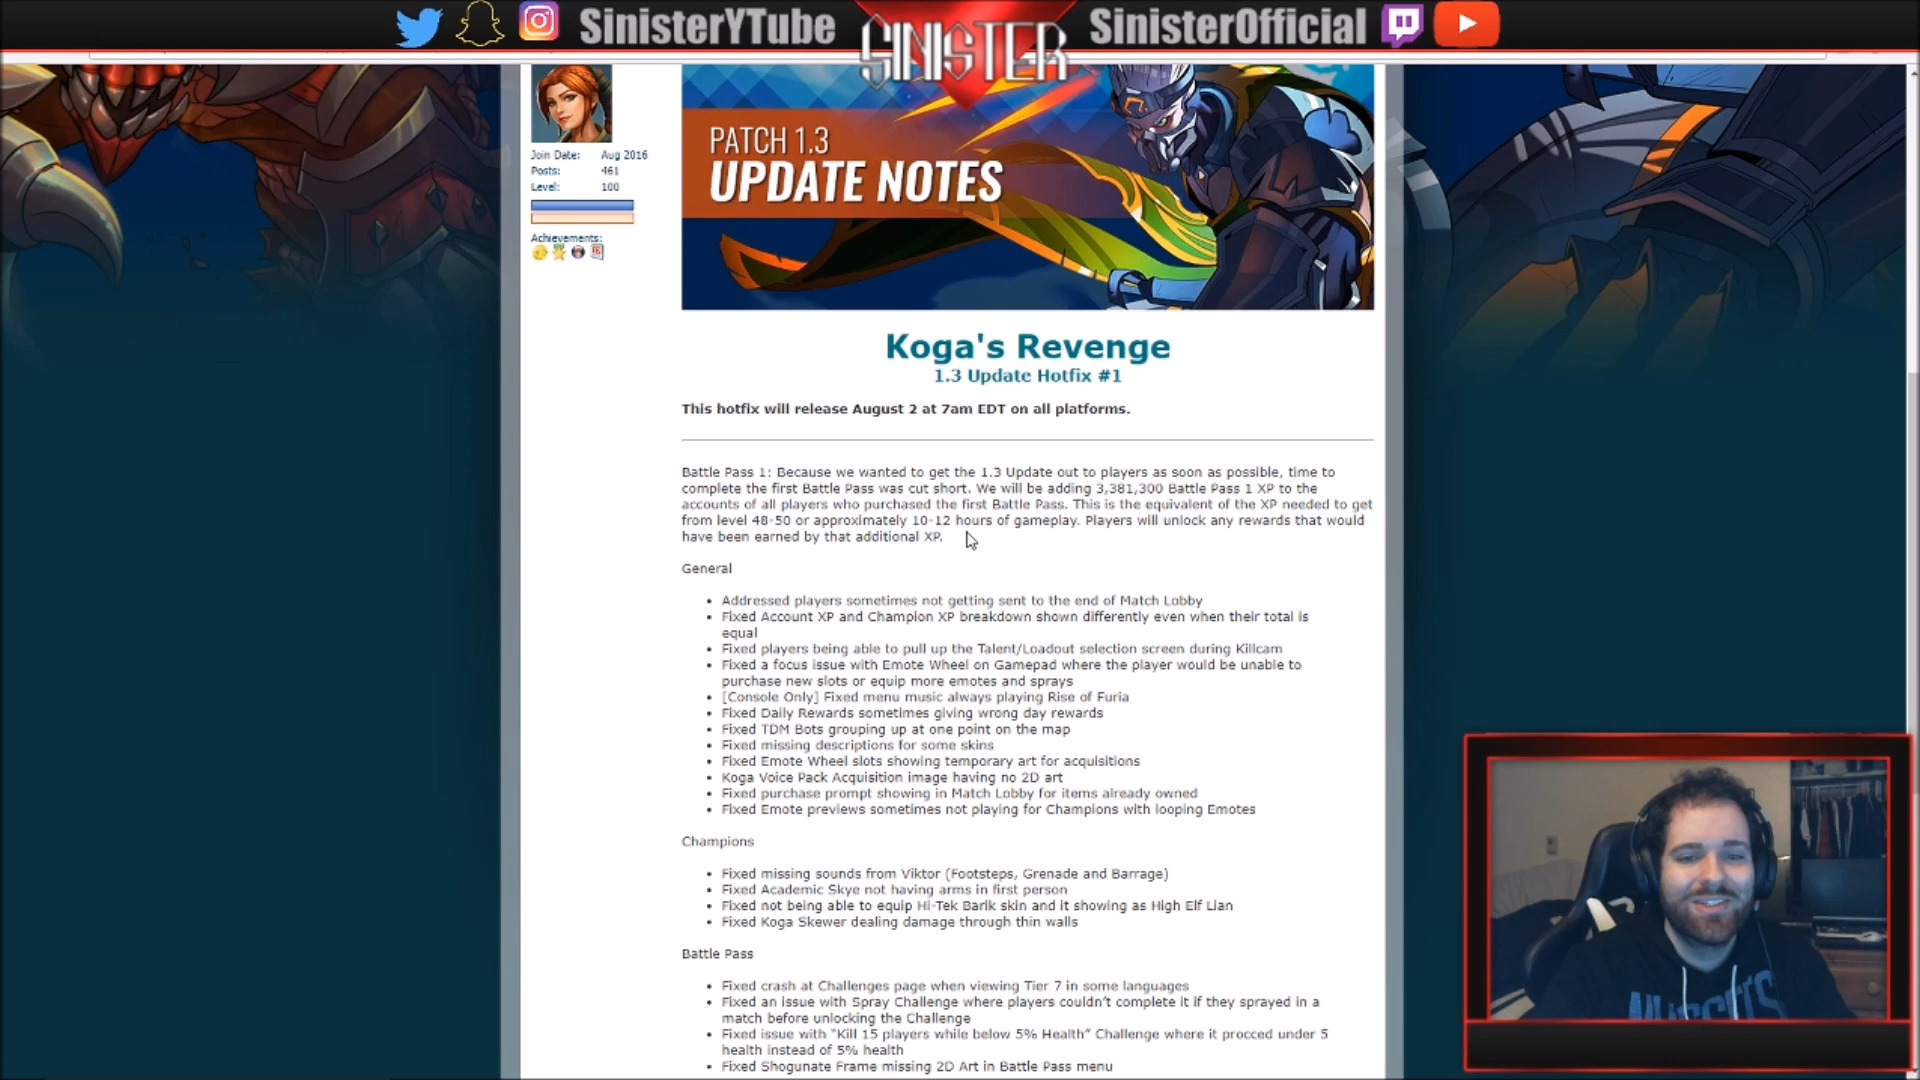 SinisterYTube
SINISTER
SinisterOfficial
PATCH 1.3
UPDATE NOTES
Join Date: Aug 2016
Posts: 461
Level: 100
Achievements:
Koga's Revenge
1.3 Update Hotfix #1
This hotfix will release August 2 at 7am EDT on all platforms.
Battle Pass 1: Because we wanted to get the 1.3 Update out to players as soon as possible, time to
complete the first Battle Pass was cut short. We will be adding 3,381,300 Battle Pass 1 XP to the
accounts of all players who purchased the first Battle Pass. This is the equivalent of the XP needed to get
from level 48-50 or approximately 10-12 hours of gameplay. Players will unlock any rewards that would
have been earned by that additional XP.
General
• Addressed players sometimes not getting sent to the end of Match Lobby
• Fixed Account XP and Champion XP breakdown shown differently even when their total is
equal
• Fixed players being able to pull up the Talent/Loadout selection screen during Killcam
• Fixed a focus issue with Emote Wheel on Gamepad where the player would be unable to
purchase new slots or equip more emotes and sprays
• [Console Only] Fixed menu music always playing Rise of Furia
• Fixed Daily Rewards sometimes giving wrong day rewards
• Fixed TDM Bots grouping up at one point on the map
• Fixed missing descriptions for some skins
• Fixed Emote Wheel slots showing temporary art for acquisitions
• Koga Voice Pack Acquisition image having no 2D art
• Fixed purchase prompt showing in Match Lobby for items already owned
• Fixed Emote previews sometimes not playing for Champions with looping Emotes
Champions
• Fixed missing sounds from Viktor (Footsteps, Grenade and Barrage)
• Fixed Academic Skye not having arms in first person
• Fixed not being able to equip Hi-Tek Barik skin and it showing as High Elf Lian
• Fixed Koga Skewer dealing damage through thin walls
Battle Pass
• Fixed crash at Challenges page when viewing Tier 7 in some languages
• Fixed an issue with Spray Challenge where players couldn't complete it if they sprayed in a
match before unlocking the Challenge
• Fixed issue with “Kill 15 players while below 5% Health” Challenge where it procced under 5
health instead of 5% health
• Fixed Shogunate Frame missing 2D Art in Battle Pass menu